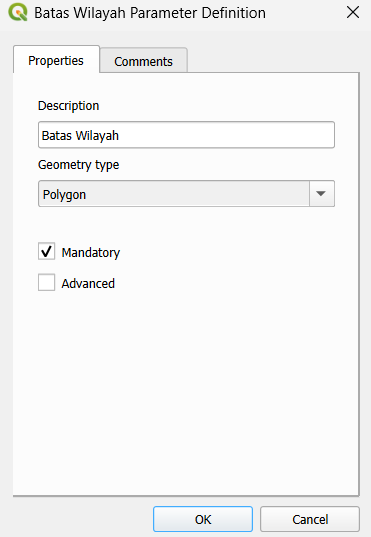 Batas Wilayah Parameter Definition
Properties
Comments
Description
Batas Wilayah
Geometry type
Polygon
Mandatory
Advanced
OK
Cancel